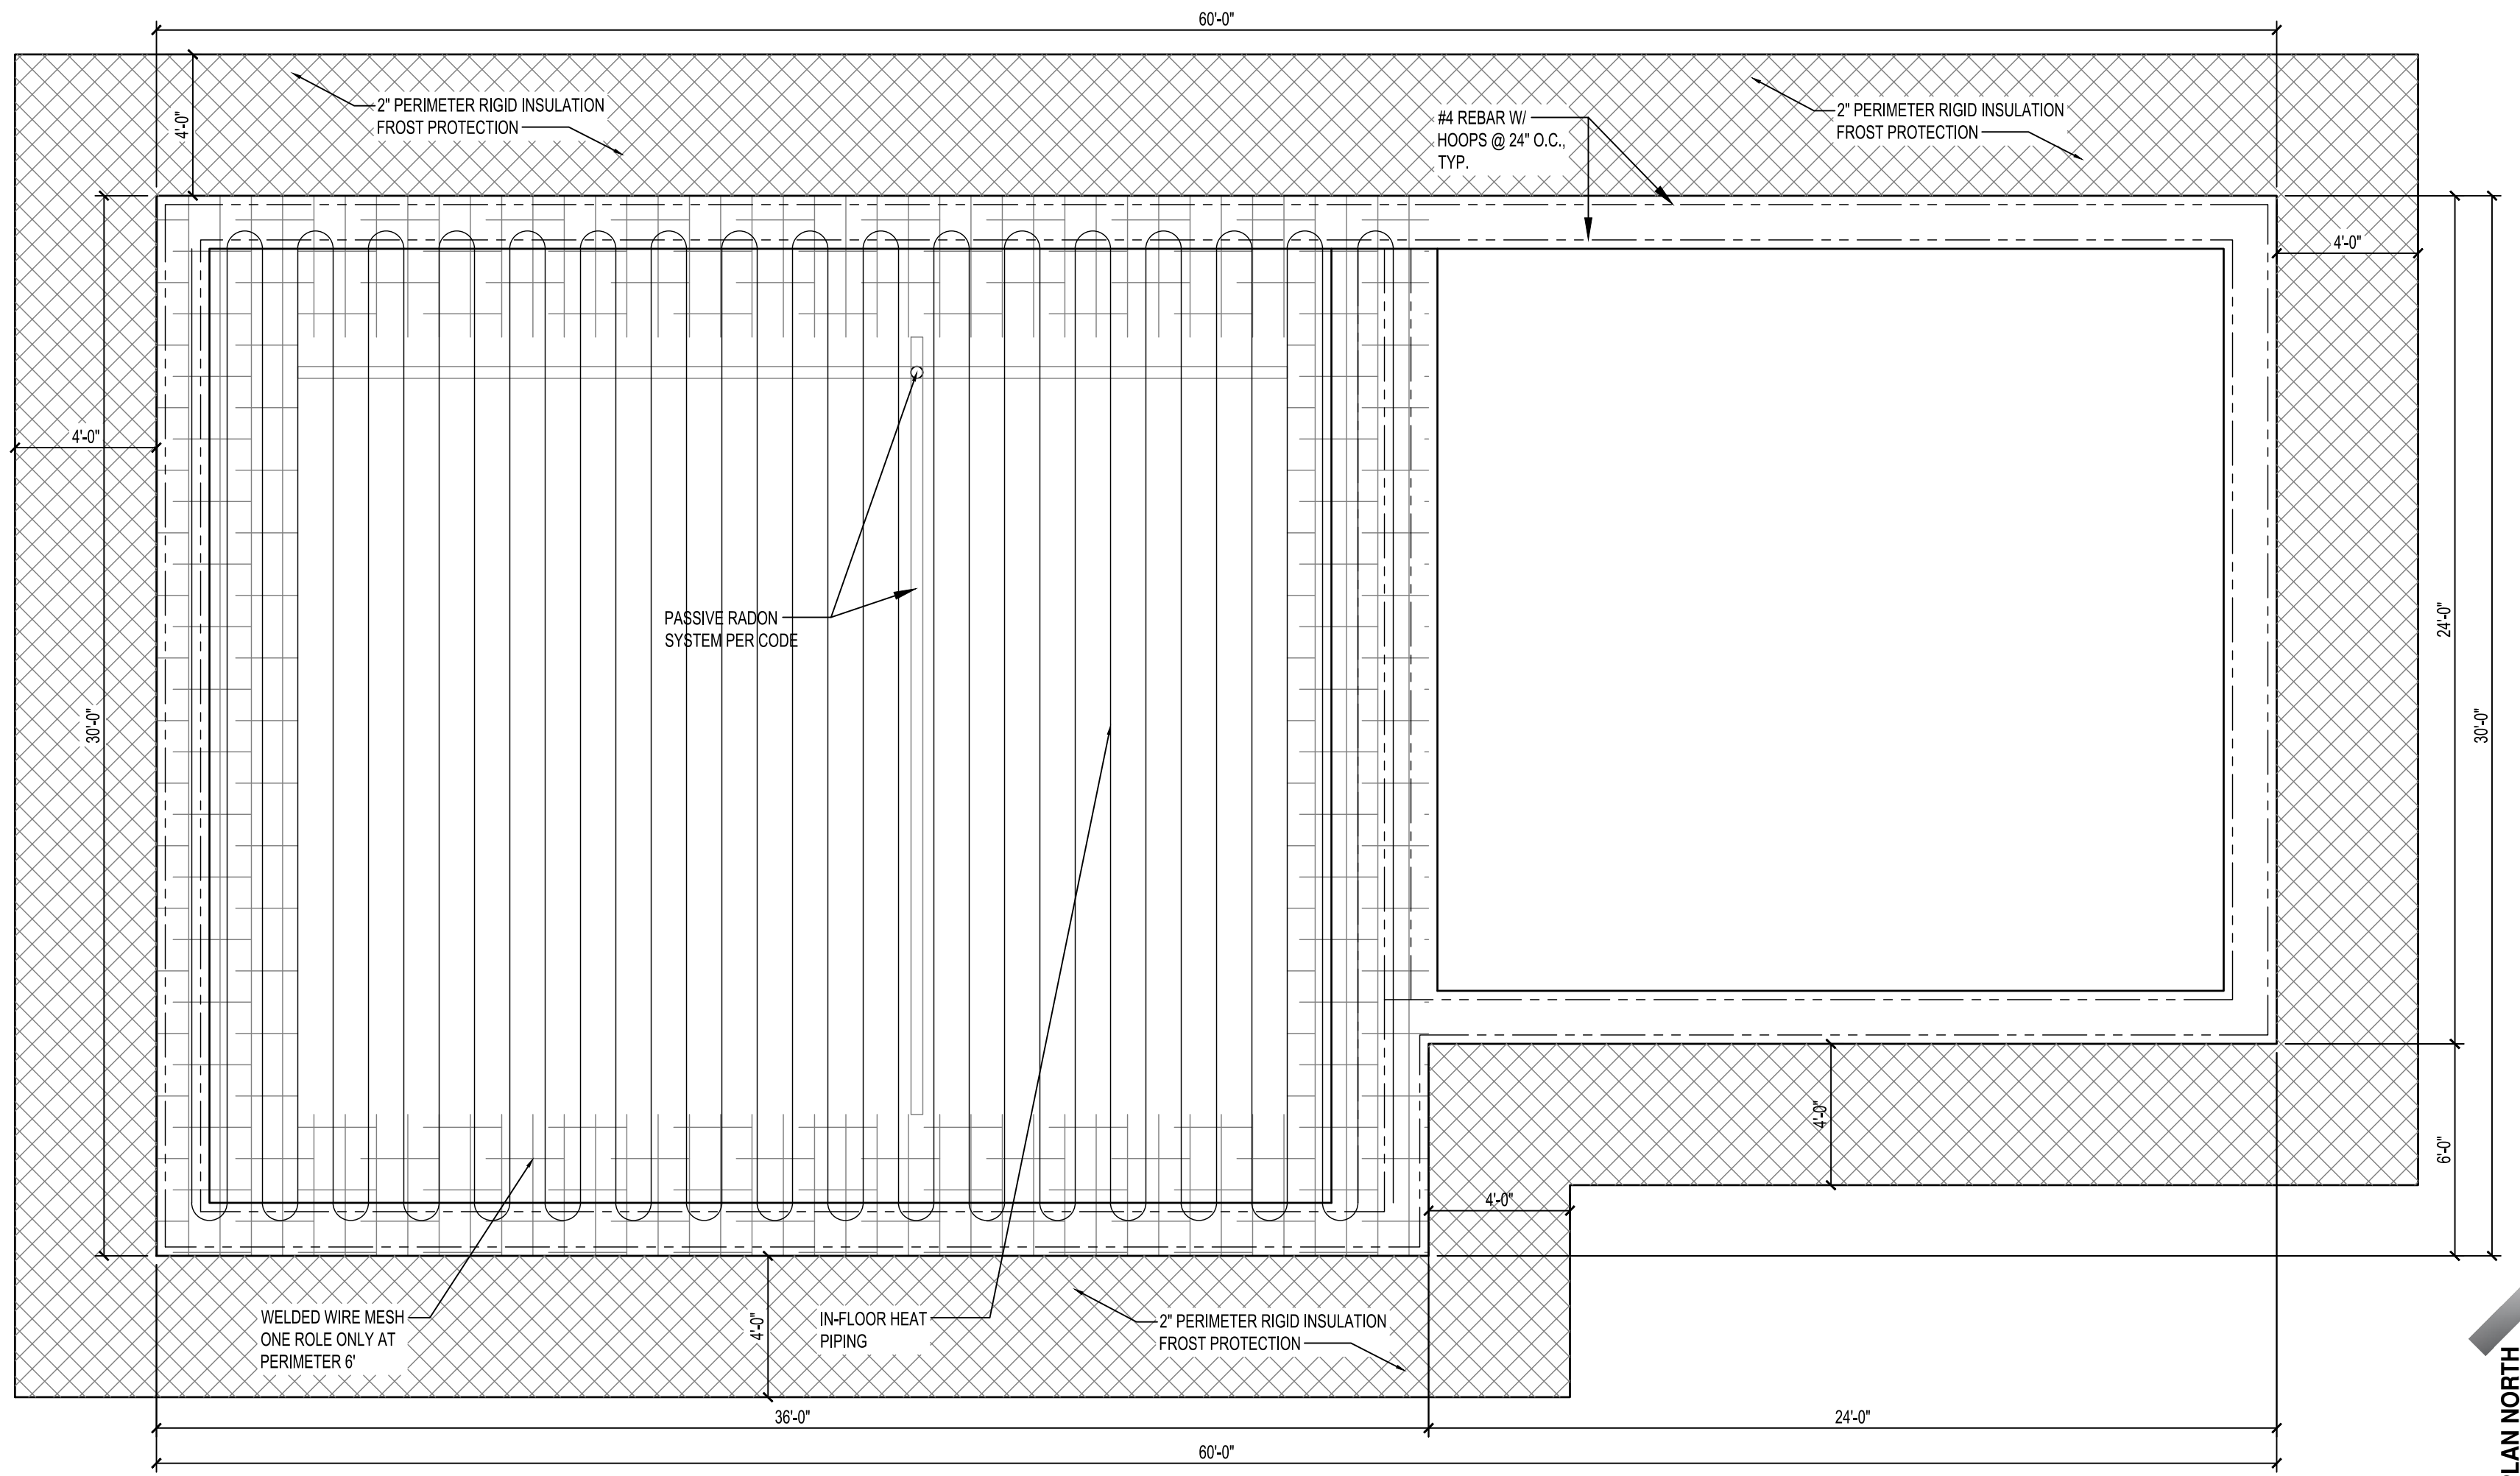 60'-0"
2" PERIMETER RIGID INSULATION
FROST PROTECTION
4'-0"
#4 REBAR W/
HOOPS @ 24" O.C.,
TYP.
2" PERIMETER RIGID INSULATION
FROST PROTECTION
4'-0"
4'-0"
PASSIVE RADON
SYSTEM PER CODE
24'-0"
30'-0"
30'-0"
4'-0"
6'-0"
4'-0"
WELDED WIRE MESH
ONE ROLE ONLY AT
PERIMETER 6'
4'-0"
IN-FLOOR HEAT
PIPING
2" PERIMETER RIGID INSULATION
FROST PROTECTION
36'-0"
24'-0"
60'-0"
LAN NORTH